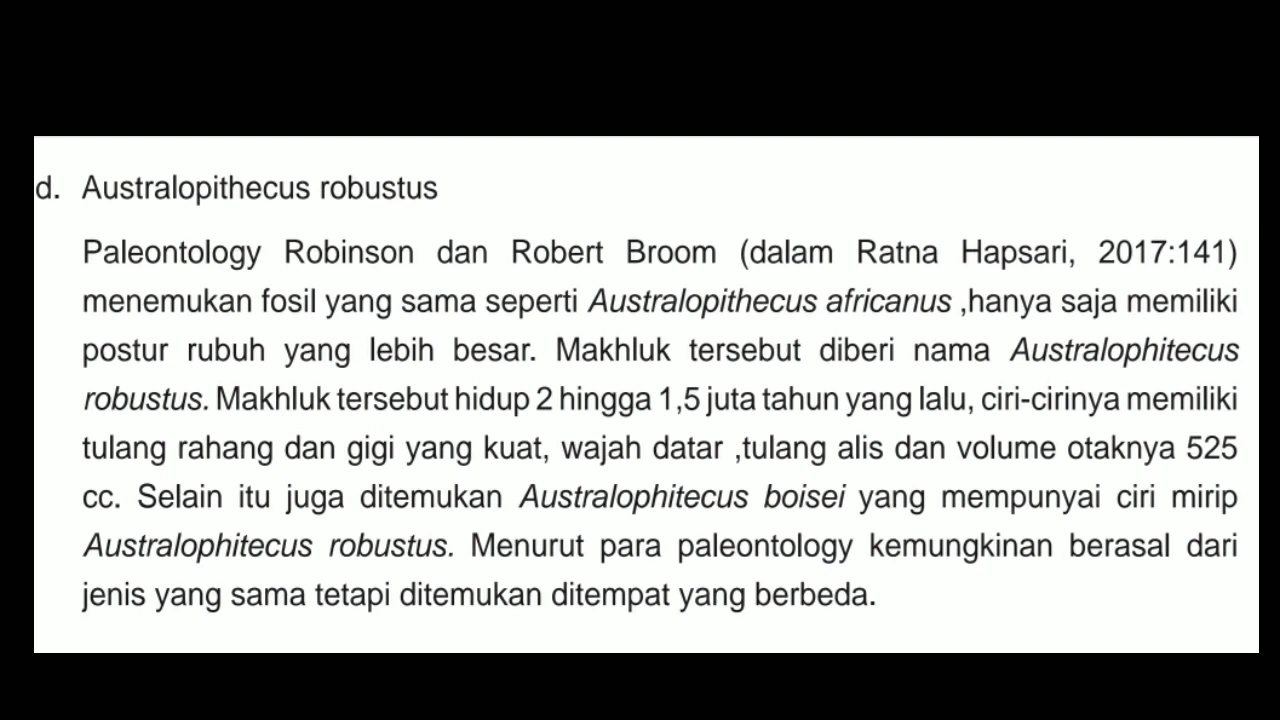 d. Australopithecus robustus
Paleontology Robinson dan Robert Broom (dalam Ratna Hapsari, 2017:141)
menemukan fosil yang sama seperti Australopithecus africanus ,hanya saja memiliki
postur rubuh yang lebih besar. Makhluk tersebut diberi nama Australophitecus
robustus. Makhluk tersebut hidup 2 hingga 1,5 juta tahun yang lalu, ciri-cirinya memiliki
tulang rahang dan gigi yang kuat, wajah datar ,tulang alis dan volume otaknya 525
cc. Selain itu juga ditemukan Australophitecus boisei yang mempunyai ciri mirip
Australophitecus robustus. Menurut para paleontology kemungkinan berasal dari
jenis yang sama tetapi ditemukan ditempat yang berbeda.